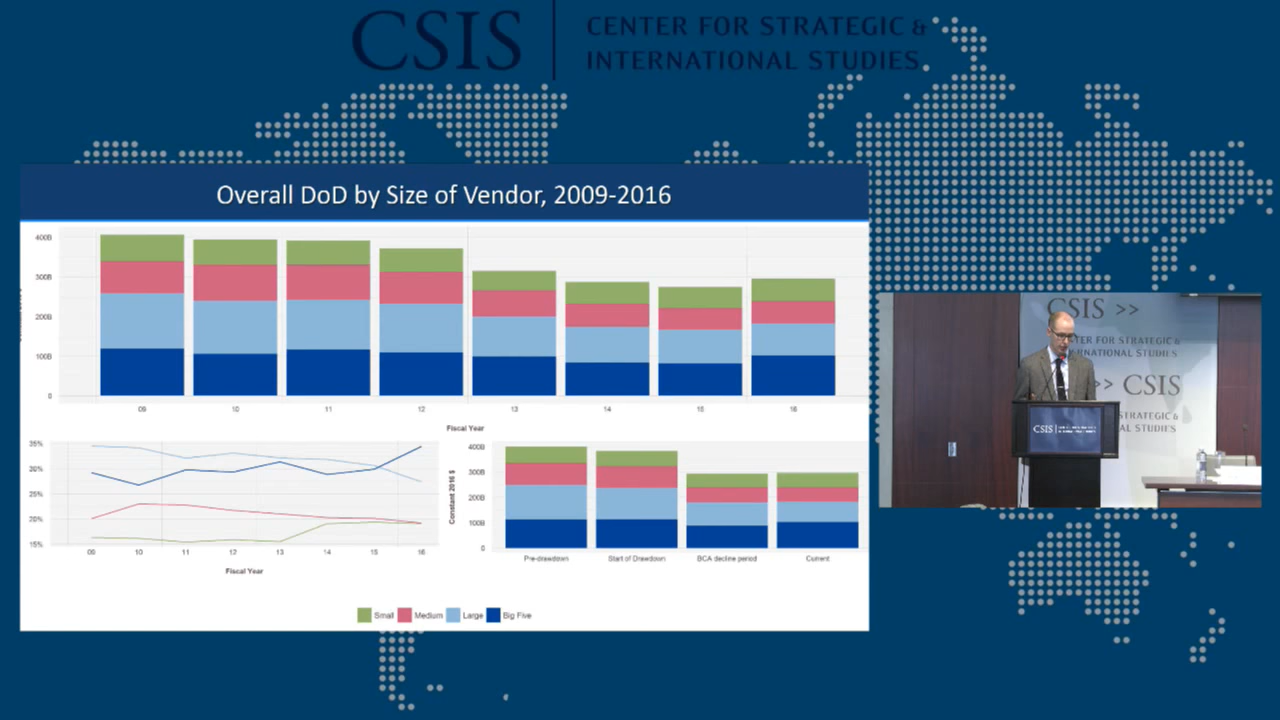 CSIS
CENTER FOR STRATEGIC &
INTERNATIONAL STUDIES
Overall DoD by Size of Vendor, 2009-2016
400B
300B
200B
100B
0
09 10 11 12 13 14 15 16
Fiscal Year
35%
30%
25%
20%
15%
09 10 11 12 13 14 15 16
Fiscal Year
Constant 2016 $
400B
300B
200B
100B
0
Pre-drawdown Start of Drawdown BCA decline period Current
Small Medium Large Big Five
CSIS >>
TER FOR STRATEGIC &
RNATIONAL STUDIES
>> CSIS
STRATEGIC &
STUDIES
CSIS